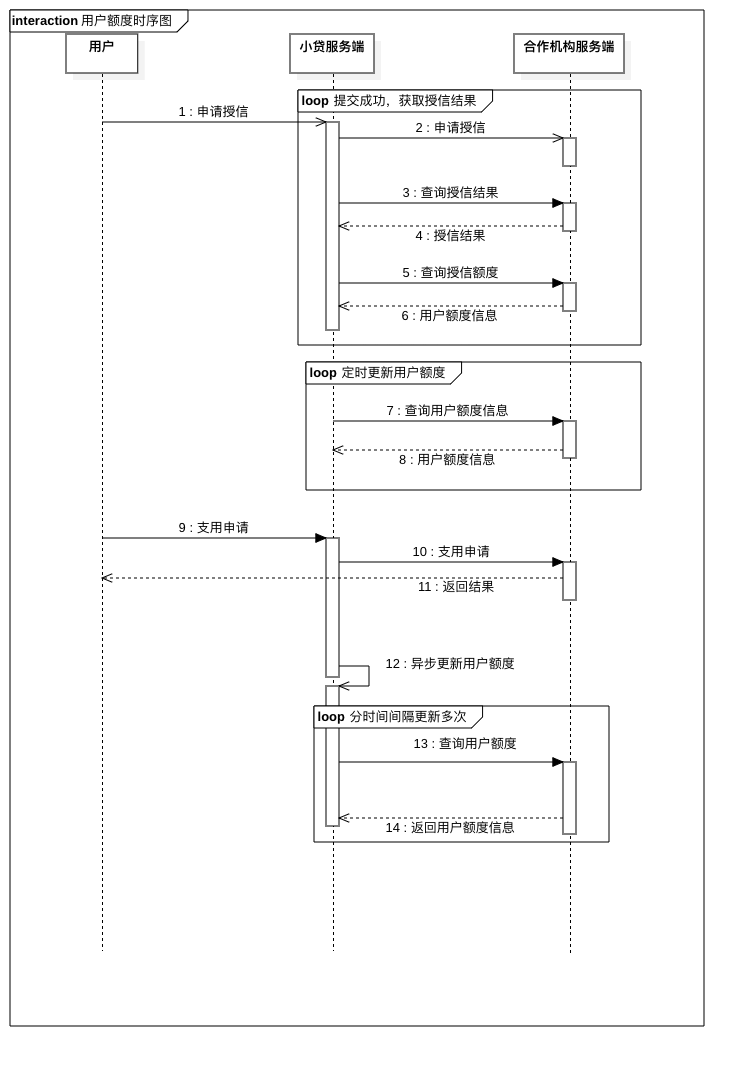 interaction 用户额度时序图
用户
小贷服务端
合作机构服务端
loop 提交成功，获取授信结果
1 : 申请授信
2 : 申请授信
3 : 查询授信结果
4 : 授信结果
5 : 查询授信额度
6 : 用户额度信息
loop 定时更新用户额度
7 : 查询用户额度信息
8 : 用户额度信息
9 : 支用申请
10 : 支用申请
11 : 返回结果
12 : 异步更新用户额度
loop 分时间间隔更新多次
13 : 查询用户额度
14 : 返回用户额度信息